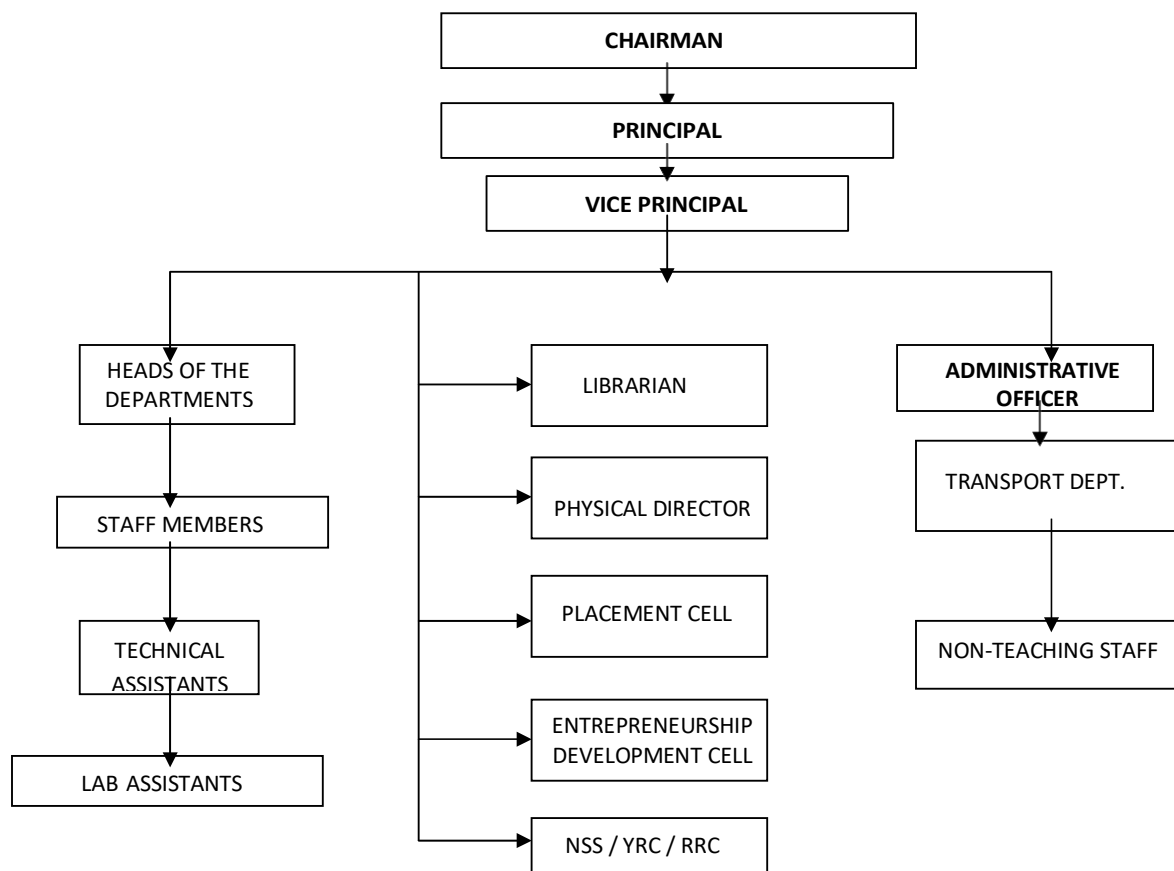 CHAIRMAN
PRINCIPAL
VICE PRINCIPAL
HEADS OF THE
DEPARTMENTS
STAFF MEMBERS
TECHNICAL
ASSISTANTS
LAB ASSISTANTS
LIBRARIAN
PHYSICAL DIRECTOR
PLACEMENT CELL
ENTREPRENEURSHIP
DEVELOPMENT CELL
NSS / YRC / RRC
ADMINISTRATIVE
OFFICER
TRANSPORT DEPT.
NON-TEACHING STAFF